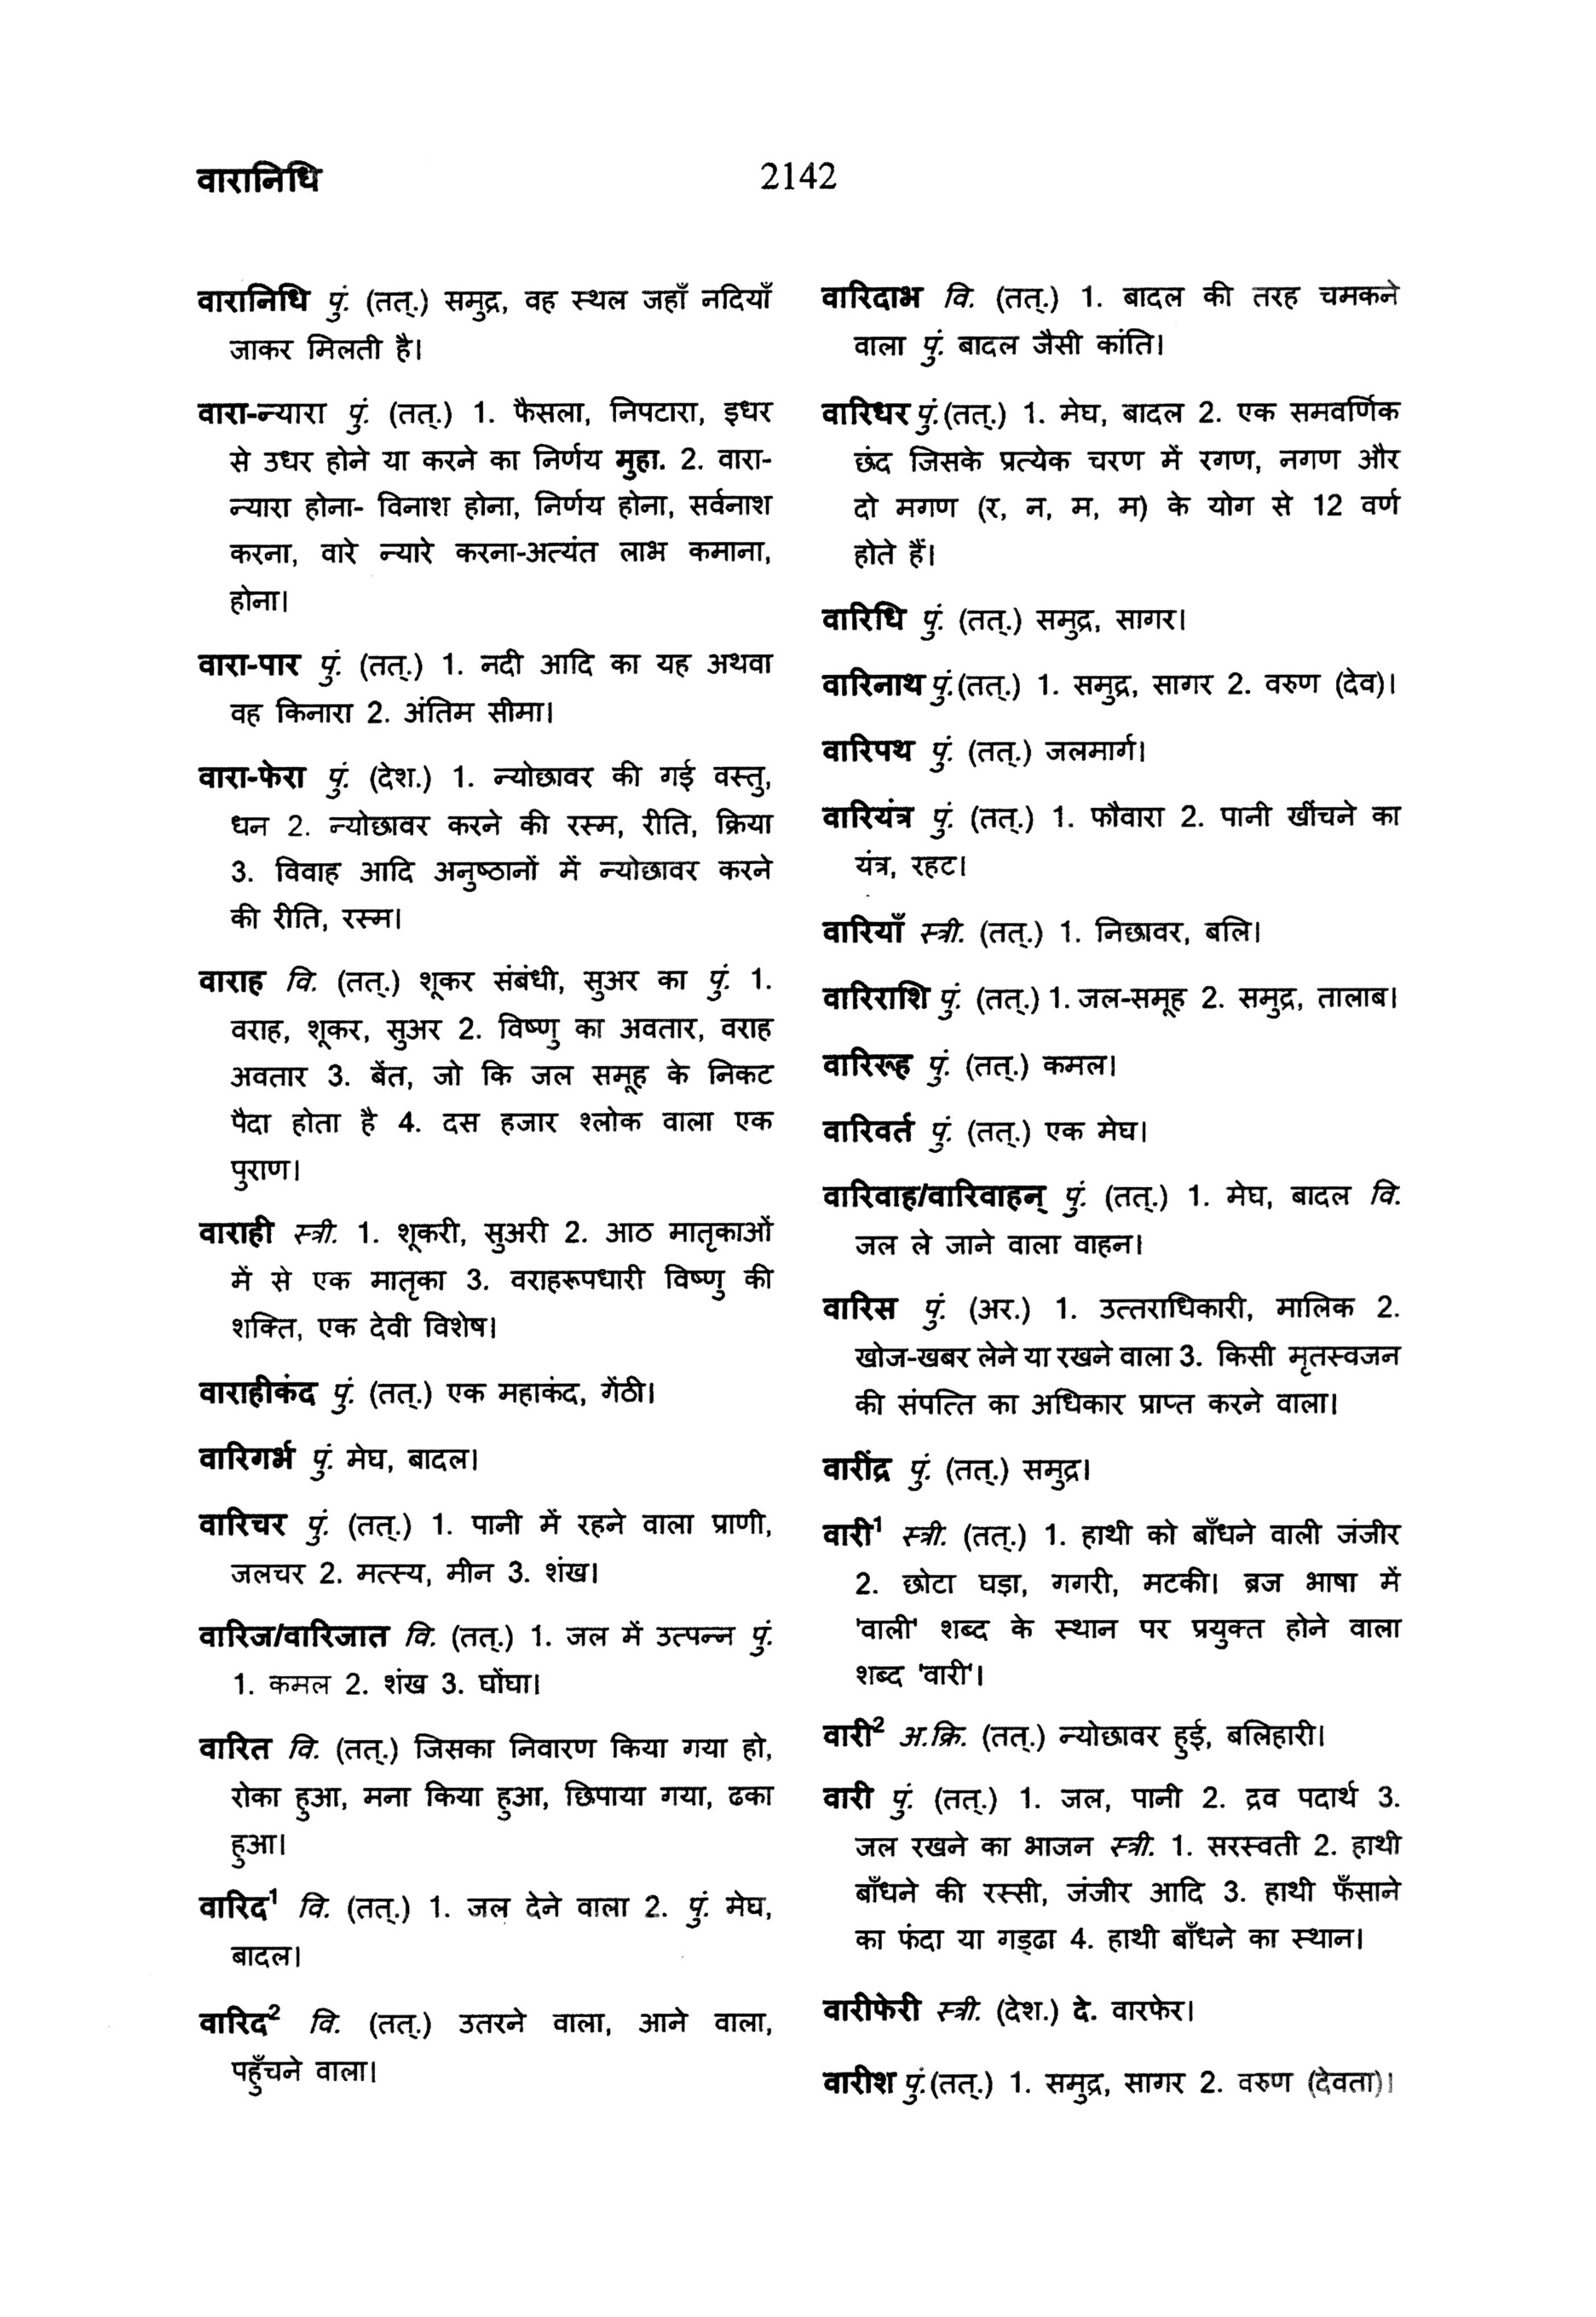 वारानिधि
2142
वारानिधि पुं. (तत्.) समुद्र, वह स्थल जहाँ नदियाँ
जाकर मिलती है।
वारा-न्यारा पुं. (तत्.) 1. फैसला, निपटारा, इधर
से उधर होने या करने का निर्णय मुहा. 2. वारा-
न्यारा होना- विनाश होना, निर्णय होना, सर्वनाश
करना, वारे न्यारे करना-अत्यंत लाभ कमाना,
होना।
वारा-पार पुं. (तत्.) 1. नदी आदि का यह अथवा
वह किनारा 2. अंतिम सीमा।
वारा-फेरा पुं. (देश.) 1. न्योछावर की गई वस्तु,
धन 2. न्योछावर करने की रस्म, रीति, क्रिया
3. विवाह आदि अनुष्ठानों में न्योछावर करने
की रीति, रस्म।
वाराह वि. (तत्.) शूकर संबंधी, सुअर का पुं. 1.
वराह, शूकर, सुअर 2. विष्णु का अवतार, वराह
अवतार 3. बेंत, जो कि जल समूह के निकट
पैदा होता है 4. दस हजार श्लोक वाला एक
पुराण।
वाराही स्त्री. 1. शूकरी, सुअरी 2. आठ मातृकाओं
में से एक मातृका 3. वराहरूपधारी विष्णु की
शक्ति, एक देवी विशेष।
वाराहीकंद पुं. (तत्.) एक महाकंद, गेंठी।
वारिगर्भ पुं. मेघ, बादल।
वारिचर पुं. (तत्.) 1. पानी में रहने वाला प्राणी,
जलचर 2. मत्स्य, मीन 3. शंख।
वारिज/वारिजात वि. (तत्.) 1. जल में उत्पन्न पुं.
1. कमल 2. शंख 3. घोंघा।
वारित वि. (तत्.) जिसका निवारण किया गया हो,
रोका हुआ, मना किया हुआ, छिपाया गया, ढका
हुआ।
वारिद¹ वि. (तत्.) 1. जल देने वाला 2. पुं. मेघ,
बादल।
वारिद² वि. (तत्.) उतरने वाला, आने वाला,
पहुँचने वाला।
वारिदाभ वि. (तत्.) 1. बादल की तरह चमकने
वाला पुं. बादल जैसी कांति।
वारिधर पुं.(तत्.) 1. मेघ, बादल 2. एक समवर्णिक
छंद जिसके प्रत्येक चरण में रगण, नगण और
दो मगण (र, न, म, म) के योग से 12 वर्ण
होते हैं।
वारिधि पुं. (तत्.) समुद्र, सागर।
वारिनाथ पुं.(तत्.) 1. समुद्र, सागर 2. वरुण (देव)।
वारिपथ पुं. (तत्.) जलमार्ग।
वारियंत्र पुं. (तत्.) 1. फौवारा 2. पानी खींचने का
यंत्र, रहट।
वारियाँ स्त्री. (तत्.) 1. निछावर, बलि।
वारिराशि पुं. (तत्.) 1. जल-समूह 2. समुद्र, तालाब।
वारिरूह पुं. (तत्.) कमल।
वारिवर्त पुं. (तत्.) एक मेघ।
वारिवाह/वारिवाहन् पुं. (तत्.) 1. मेघ, बादल वि.
जल ले जाने वाला वाहन।
वारिस पुं. (अर.) 1. उत्तराधिकारी, मालिक 2.
खोज-खबर लेने या रखने वाला 3. किसी मृतस्वजन
की संपत्ति का अधिकार प्राप्त करने वाला।
वारींद्र पुं. (तत्.) समुद्र।
वारी¹ स्त्री. (तत्.) 1. हाथी को बाँधने वाली जंजीर
2. छोटा घड़ा, गगरी, मटकी। ब्रज भाषा में
'वाली' शब्द के स्थान पर प्रयुक्त होने वाला
शब्द 'वारी'।
वारी² अ.क्रि. (तत्.) न्योछावर हुई, बलिहारी।
वारी पुं. (तत्.) 1. जल, पानी 2. द्रव पदार्थ 3.
जल रखने का भाजन स्त्री. 1. सरस्वती 2. हाथी
बाँधने की रस्सी, जंजीर आदि 3. हाथी फँसाने
का फंदा या गड्ढा 4. हाथी बाँधने का स्थान।
वारीफेरी स्त्री. (देश.) दे. वारफेर।
वारीश पुं.(तत्.) 1. समुद्र, सागर 2. वरुण (देवता)।